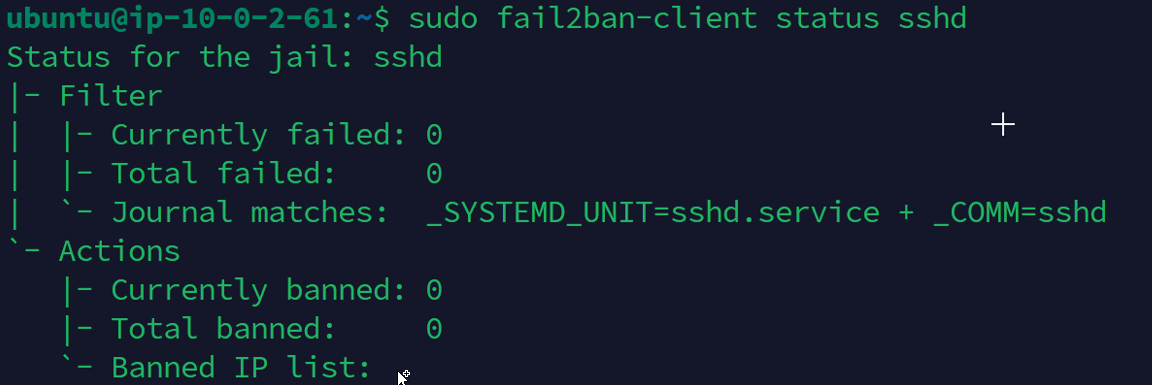 ubuntu@ip-10-0-2-61:~$ sudo fail2ban-client status sshd
Status for the jail: sshd
|- Filter
|  |- Currently failed: 0
|  |- Total failed:     0
|  `- Journal matches:  _SYSTEMD_UNIT=sshd.service + _COMM=sshd
`- Actions
   |- Currently banned: 0
   |- Total banned:     0
   `- Banned IP list: